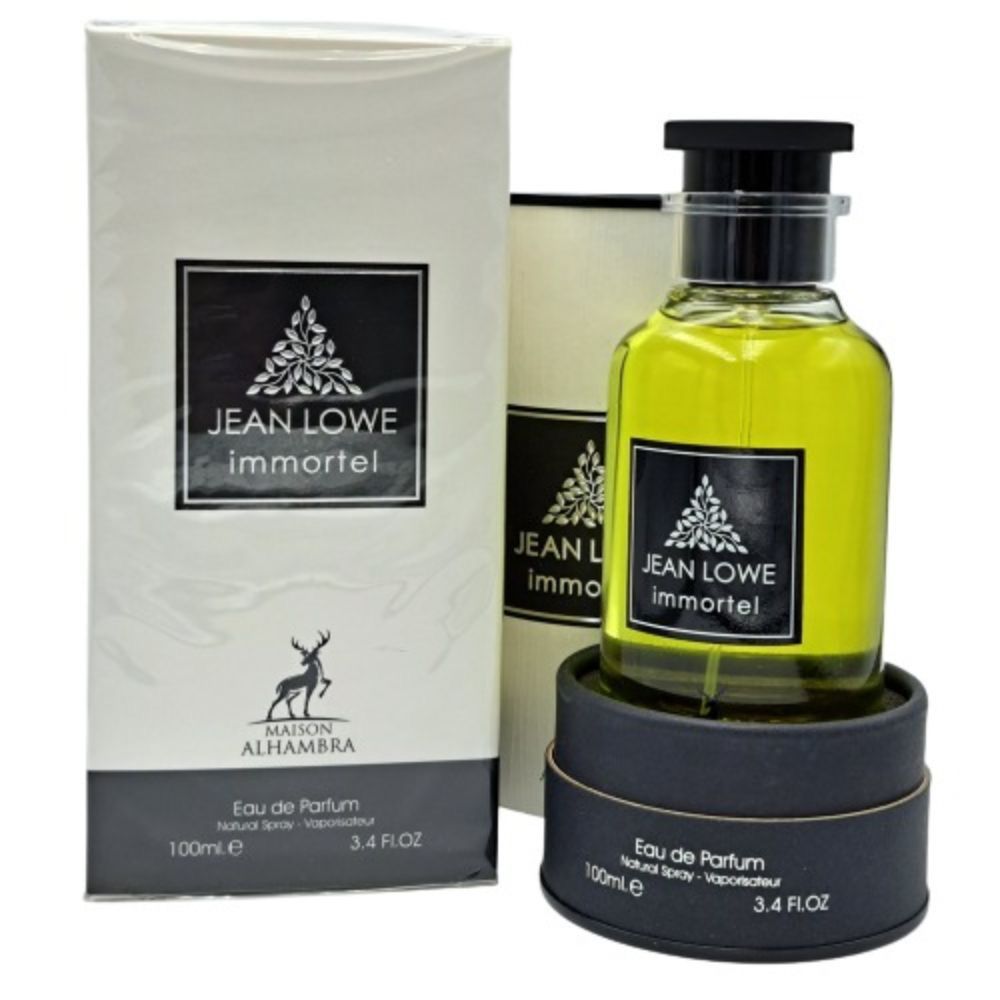 JEAN LOWE
immortel
MAISON
ALHAMBRA
Eau de Parfum
Natural Spray - Vaporisateur
100ml.e 3.4 Fl.OZ
JEAN L
immo
JEAN LOWE
immortel
Eau de Parfum
Natural Spray - Vaporisateur
100ml.e
3.4 Fl.OZ